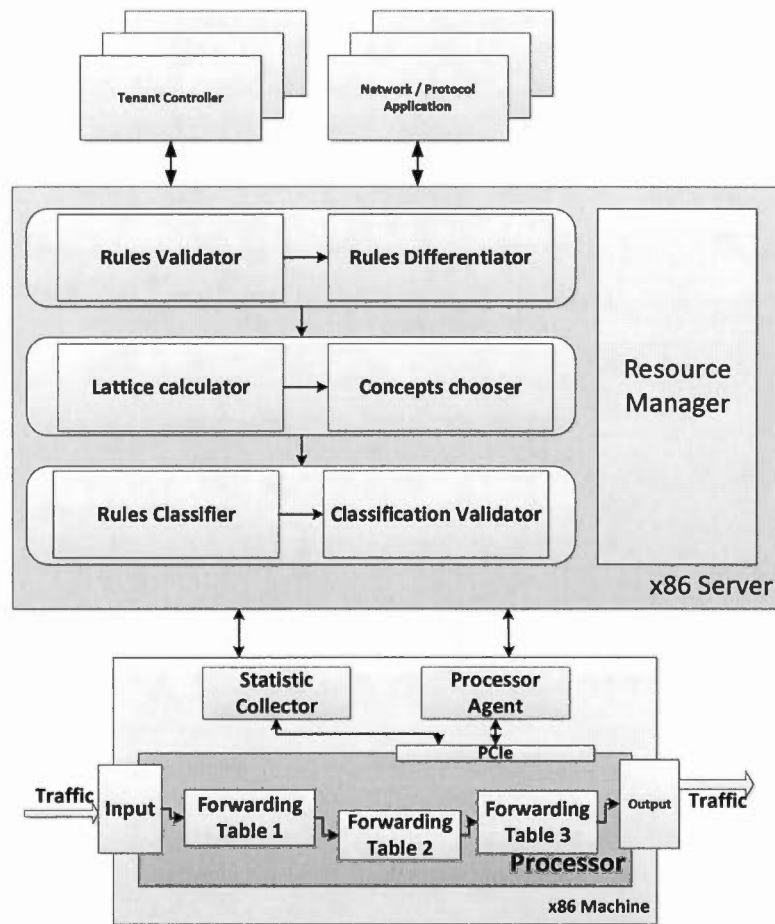 Tenant Controller
Network / Protocol
Application
Rules Validator
Rules Differentiator
Lattice calculator
Concepts chooser
Rules Classifier
Classification Validator
Resource
Manager
x86 Server
Statistic
Collector
Processor
Agent
PCIe
Traffic
Input
Forwarding
Table 1
Forwarding
Table 2
Forwarding
Table 3
Output
Traffic
Processor
x86 Machine